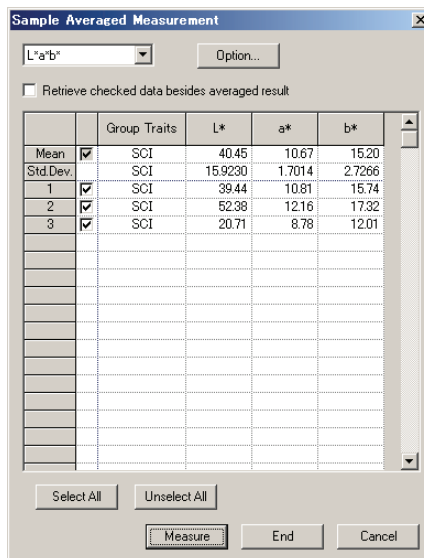 Sample Averaged Measurement
L*a*b* Option...
Retrieve checked data besides averaged result
Group Traits L* a* b*
Mean SCI 40.45 10.67 15.20
Std.Dev. SCI 15.9230 1.7014 2.7266
1 SCI 39.44 10.81 15.74
2 SCI 52.38 12.16 17.32
3 SCI 20.71 8.78 12.01
Select All Unselect All
Measure End Cancel